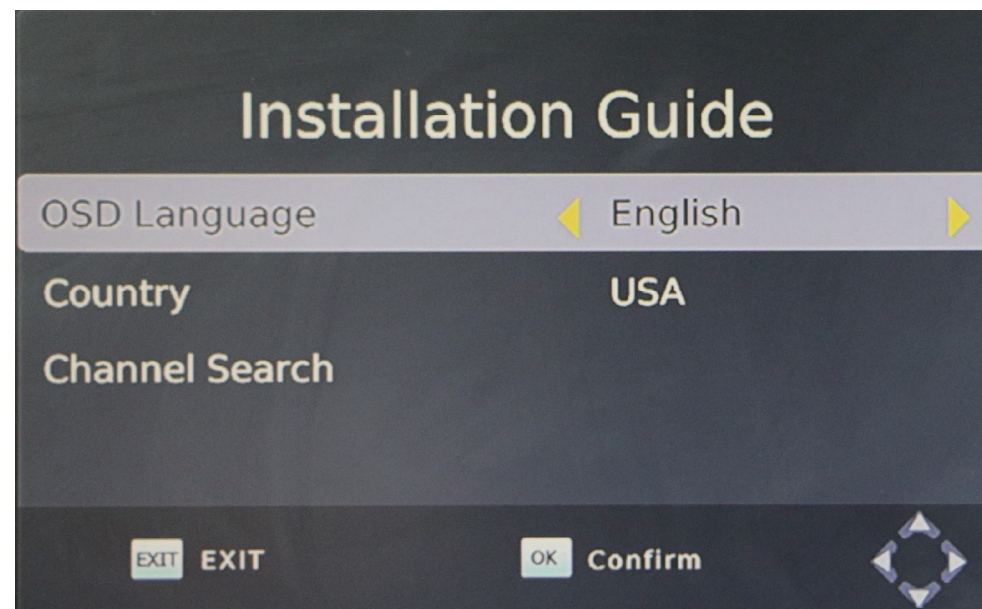 Installation Guide
OSD Language English
Country USA
Channel Search
EXIT EXIT OK Confirm